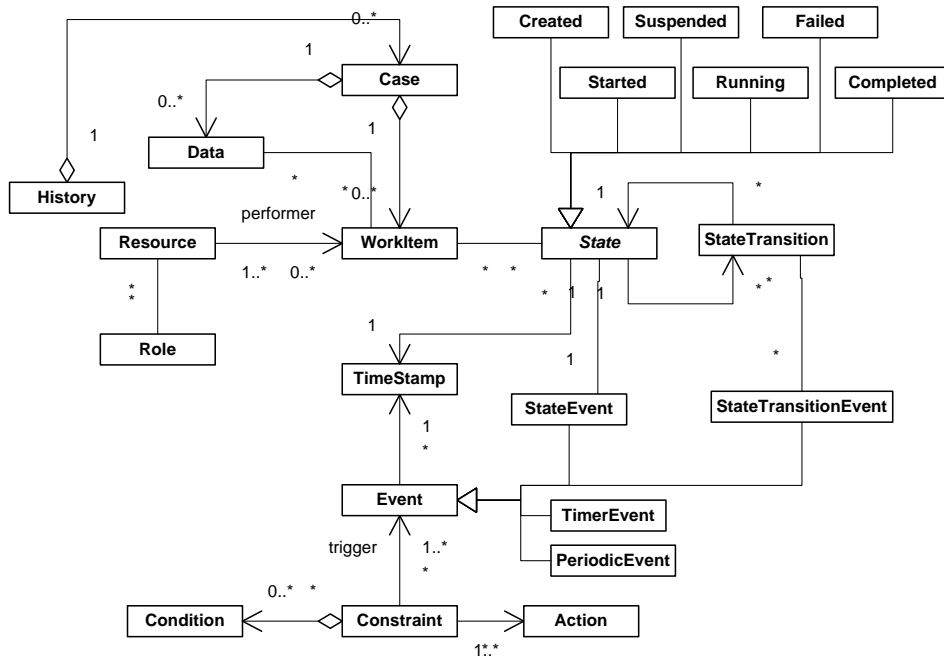 Created
Suspended
Failed
0..*
1
Case
Started
Running
Completed
0..*
1
1
Data
*
* 0..*
History
1
*
performer
Resource
WorkItem
State
StateTransition
1..*
0..*
*
*
*
1
1
*
*
*
*
Role
1
1
*
TimeStamp
StateEvent
StateTransitionEvent
1
*
Event
TimerEvent
trigger
1..*
*
PeriodicEvent
0..*
*
Condition
Constraint
Action
1..*
*